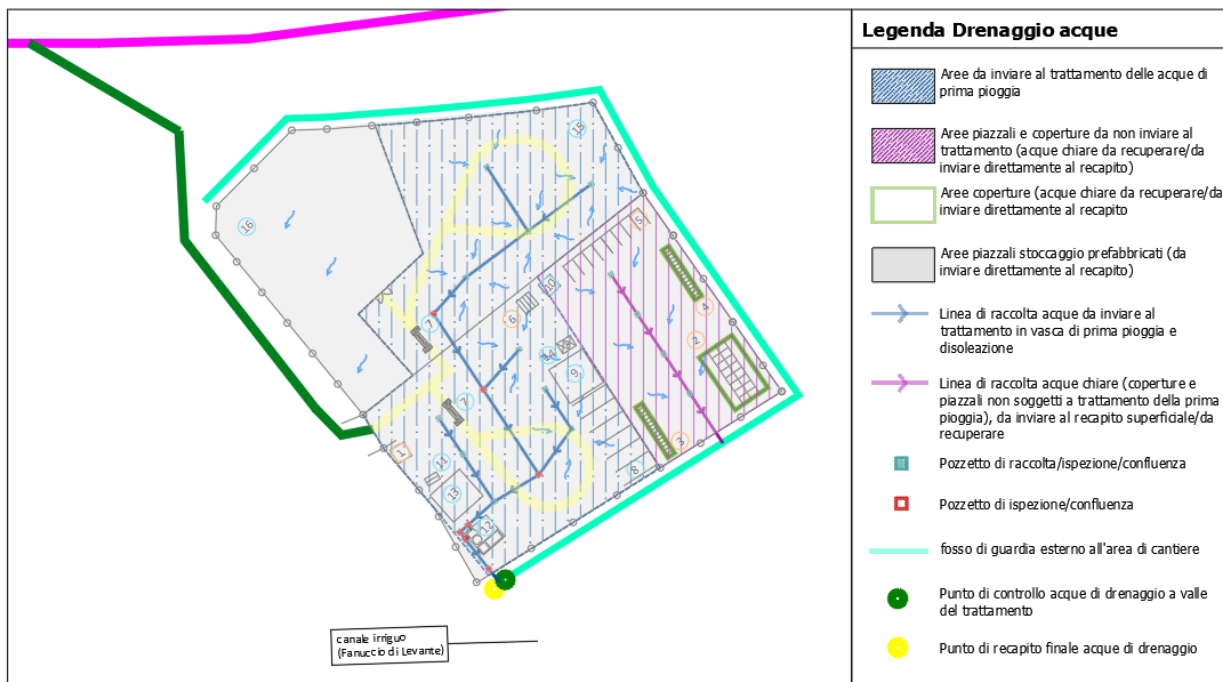 Legenda Drenaggio acque
Aree da inviare al trattamento delle acque di
prima pioggia
Aree piazzali e coperture da non inviare al
trattamento (acque chiare da recuperare/da
inviare direttamente al recapito)
Aree coperture (acque chiare da recuperare/da
inviare direttamente al recapito
Aree piazzali stoccaggio prefabbricati (da
inviare direttamente al recapito)
Linea di raccolta acqua da inviare al
trattamento in vasca di prima pioggia e
disoleazione
Linea di raccolta acque chiare (coperture e
piazzali non soggetti a trattamento della prima
pioggia), da inviare al recapito superficiale/da
recuperare
Pozzetto di raccolta/ispezione/confluenza
Pozzetto di ispezione/confluenza
fosso di guardia esterno all'area di cantiere
Punto di controllo acque di drenaggio a valle
del trattamento
Punto di recapito finale acque di drenaggio
15
16
5
10
4
7
6
2
14
9
7
3
1
11
8
13
12
canale irriguo
(Fanuccio di Levante)